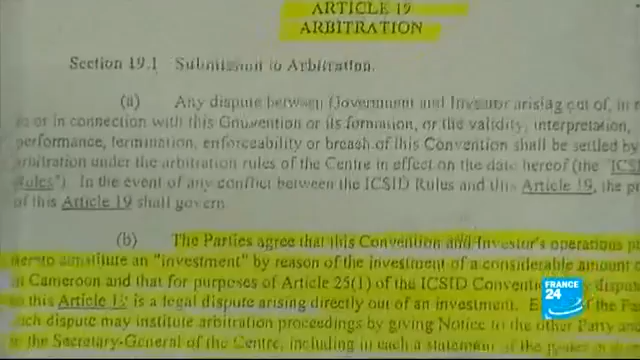 ARTICLE 19
ARBITRATION
Section 19.1 Submission to Arbitration.
(a) Any dispute between Government and Investor arising out of, in
or in connection with this Convention or its formation, or the validity, interpretation,
performance, termination, enforceability or breach of this Convention shall be settled by
arbitration under the arbitration rules of the Centre in effect on the date hereof (the "ICSI
Rules"). In the event of any conflict between the ICSID Rules and this Article 19, the
of this Article 19 shall govern.
(b) The Parties agree that this Convention and Investor's operations
constitute an "investment" by reason of the investment of a considerable amount
Cameroon and that for purposes of Article 25(1) of the ICSID any
this Article is a legal dispute arising directly out of an investment. the
such dispute may institute arbitration proceedings by giving Notice to the other Party
the Secretary-General of the Centre, including in such a statement
FRANCE
24